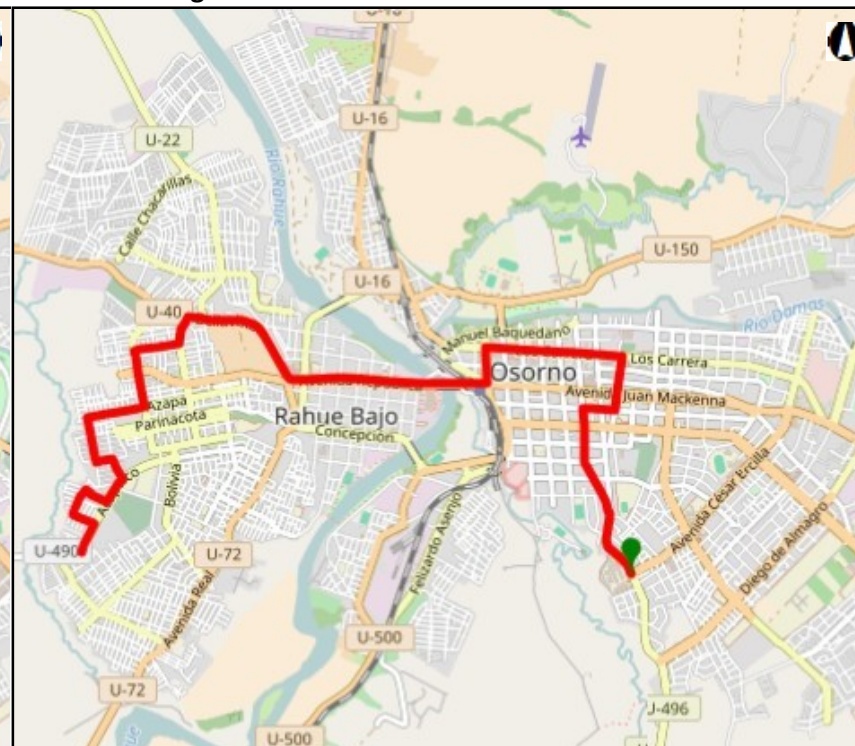 U-16
U-22
Calle Chacarillas
Río Rahue
U-150
U-16
U-40
Río Damas
Manuel Baquedano
Los Carrera
Osorno
Avenida Juan Mackenna
Azapa
Parinacota
Rahue Bajo
Concepción
Bolivia
Avenida César Ercilla
U-490
U-72
Felizardo Asenjo
Diego de Almagro
Avenida Real
U-500
U-72
J-496
U-500